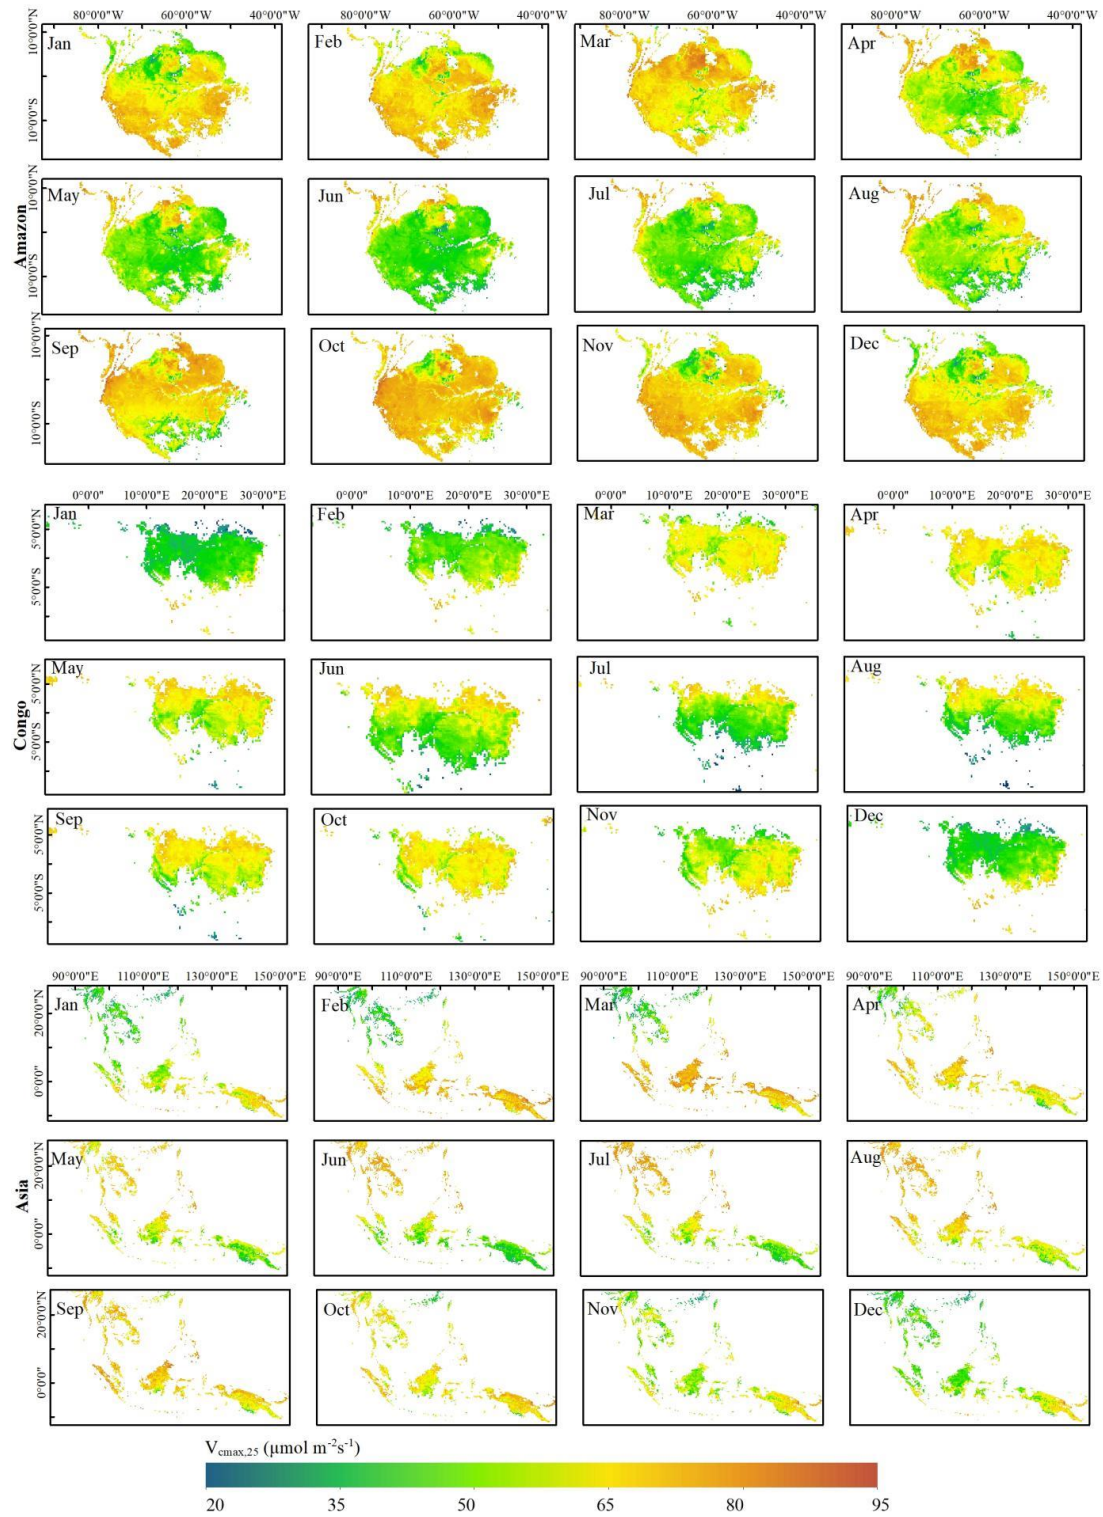 80°0'0"W 60°0'0"W 40°0'0"W 80°0'0"W 60°0'0"W 40°0'0"W 80°0'0"W 60°0'0"W 40°0'0"W 80°0'0"W 60°0'0"W 40°0'0"W
Jan Feb Mar Apr
10°0'0"N
10°0'0"S
Amazon
May Jun Jul Aug
10°0'0"N
10°0'0"S
Sep Oct Nov Dec
10°0'0"N
10°0'0"S
0°0'0" 10°0'0"E 20°0'0"E 30°0'0"E 0°0'0" 10°0'0"E 20°0'0"E 30°0'0"E 0°0'0" 10°0'0"E 20°0'0"E 30°0'0"E 0°0'0" 10°0'0"E 20°0'0"E 30°0'0"E
Jan Feb Mar Apr
5°0'0"N
5°0'0"S
Congo
May Jun Jul Aug
5°0'0"N
5°0'0"S
Sep Oct Nov Dec
5°0'0"N
5°0'0"S
90°0'0"E 110°0'0"E 130°0'0"E 150°0'0"E 90°0'0"E 110°0'0"E 130°0'0"E 150°0'0"E 90°0'0"E 110°0'0"E 130°0'0"E 150°0'0"E 90°0'0"E 110°0'0"E 130°0'0"E 150°0'0"E
Jan Feb Mar Apr
20°0'0"N
0°0'0"
Asia
May Jun Jul Aug
20°0'0"N
0°0'0"
Sep Oct Nov Dec
20°0'0"N
0°0'0"
Vcmax,25 (μmol m⁻²s⁻¹)
20 35 50 65 80 95